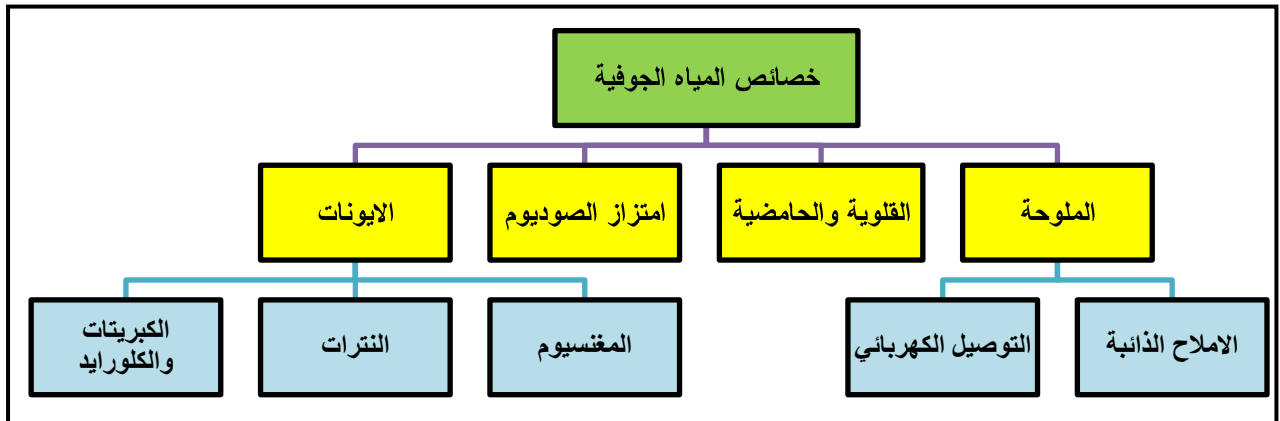 خصائص المياه الجوفية
الملوحة
القلوية والحامضية
امتزاز الصوديوم
الايونات
الاملاح الذائبة
التوصيل الكهربائي
المغنسيوم
النترات
الكبريتات
والكلورايد